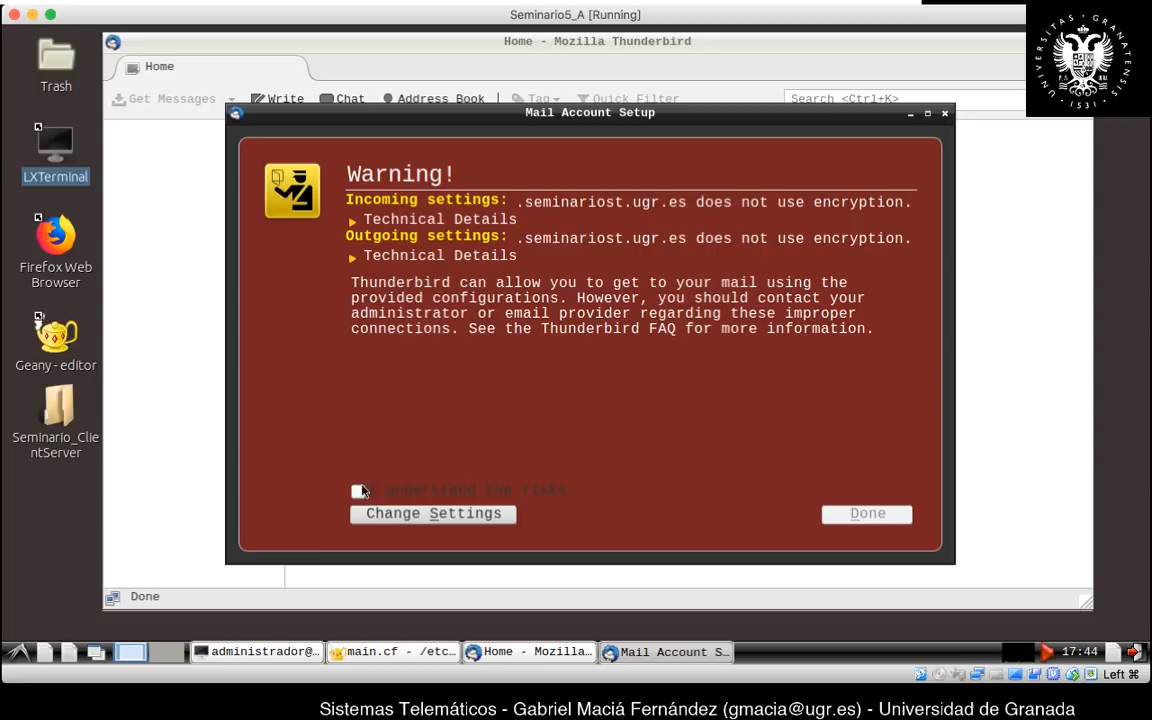 Seminario5_A [Running]
Home - Mozilla Thunderbird
Home
Get Messages
Write
Chat
Address Book
Tag
Quick Filter
Search <Ctrl+K>
UNIVERSITAS GRANATENSIS
1531
Trash
LXTerminal
Firefox Web
Browser
Geany - editor
Seminario_Clie
ntServer
Mail Account Setup
Warning!
Incoming settings: .seminariost.ugr.es does not use encryption.
Technical Details
Outgoing settings: .seminariost.ugr.es does not use encryption.
Technical Details
Thunderbird can allow you to get to your mail using the
provided configurations. However, you should contact your
administrator or email provider regarding these improper
connections. See the Thunderbird FAQ for more information.
understand the risks
Change Settings
Done
Done
administrador@...
main.cf - /etc...
Home - Mozilla...
Mail Account S...
17:44
Left ⌘
Sistemas Telemáticos - Gabriel Maciá Fernández (gmacia@ugr.es) - Universidad de Granada